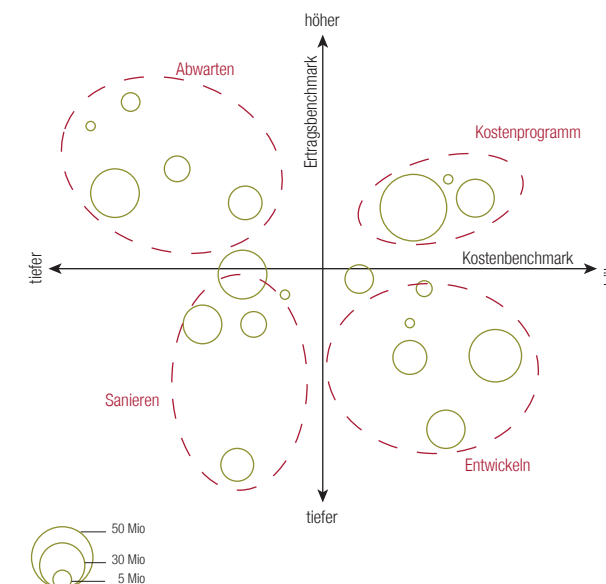 höher
Abwarten
Ertragsbenchmark
Kostenprogramm
tiefer
Kostenbenchmark
Sanieren
Entwickeln
tiefer
50 Mio
30 Mio
5 Mio